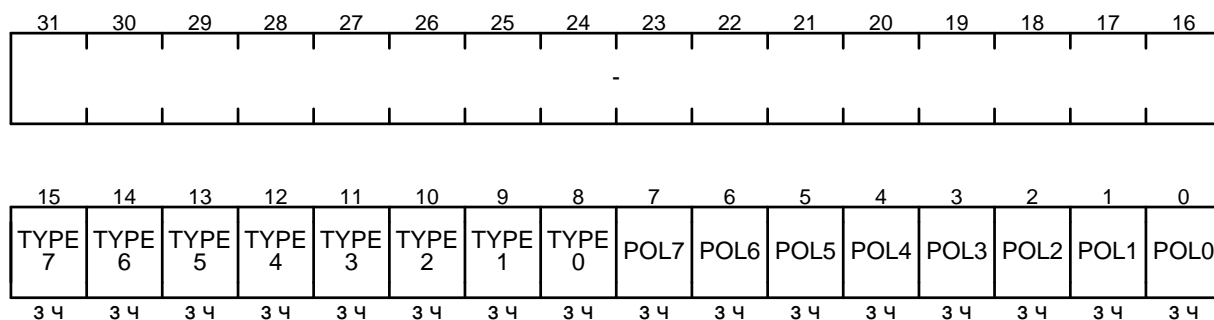 31 30 29 28 27 26 25 24 23 22 21 20 19 18 17 16
-
15 14 13 12 11 10 9 8 7 6 5 4 3 2 1 0
TYPE 7 TYPE 6 TYPE 5 TYPE 4 TYPE 3 TYPE 2 TYPE 1 TYPE 0 POL7 POL6 POL5 POL4 POL3 POL2 POL1 POL0
З Ч З Ч З Ч З Ч З Ч З Ч З Ч З Ч З Ч З Ч З Ч З Ч З Ч З Ч З Ч З Ч